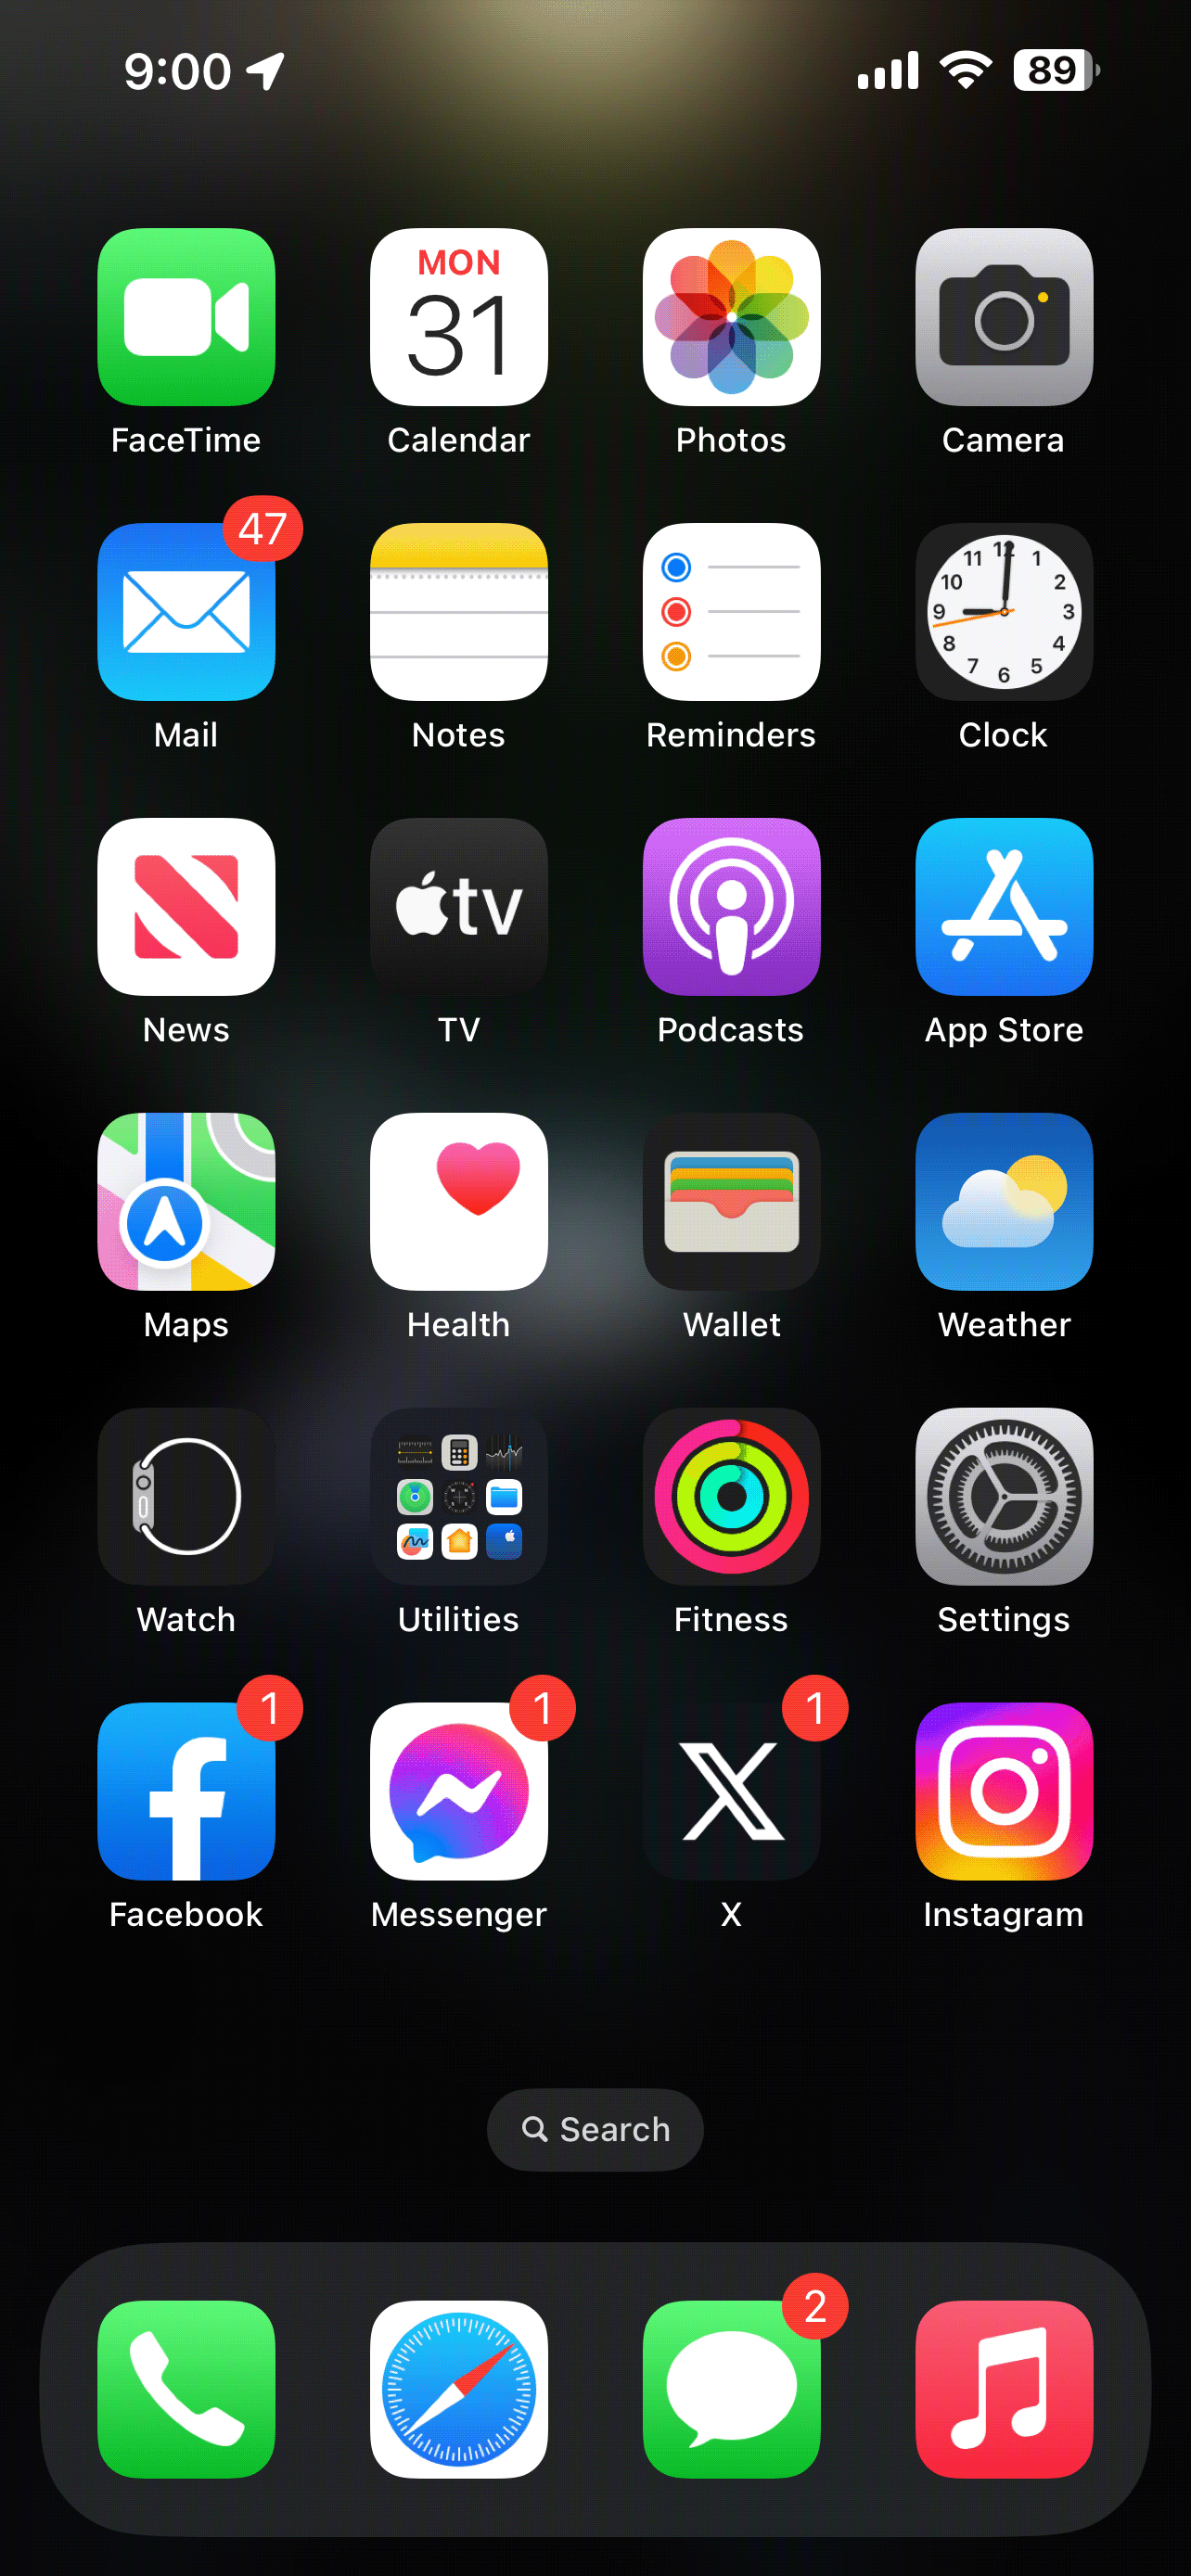 9:00 89
MON
31
FaceTime Calendar Photos Camera
47
12 1 2 3 4 5 6 7 8 9 10 11
Mail Notes Reminders Clock
tv
News TV Podcasts App Store
Maps Health Wallet Weather
Watch Utilities Fitness Settings
1 1 1
Facebook Messenger X Instagram
Search
2